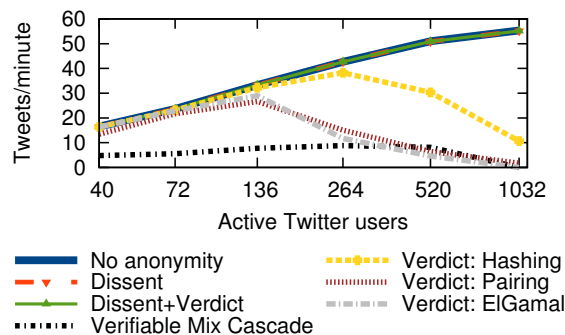 60
50
40
30
20
10
0
Tweets/minute
40 72 136 264 520 1032
Active Twitter users
No anonymity
Dissent
Dissent+Verdict
Verifiable Mix Cascade
Verdict: Hashing
Verdict: Pairing
Verdict: ElGamal